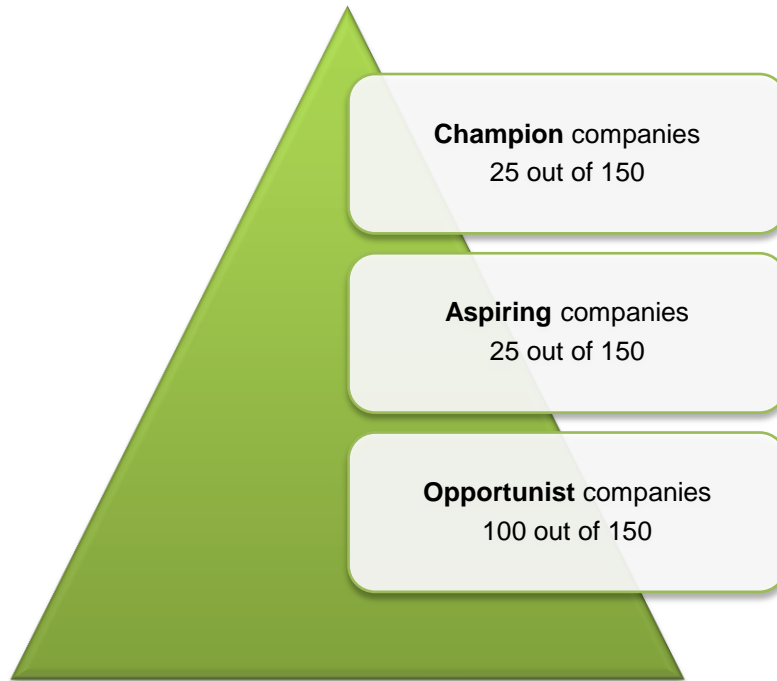 Champion companies
25 out of 150
Aspiring companies
25 out of 150
Opportunist companies
100 out of 150